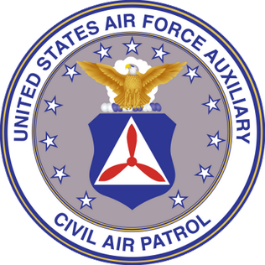 UNITED STATES AIR FORCE AUXILIARY
CIVIL AIR PATROL